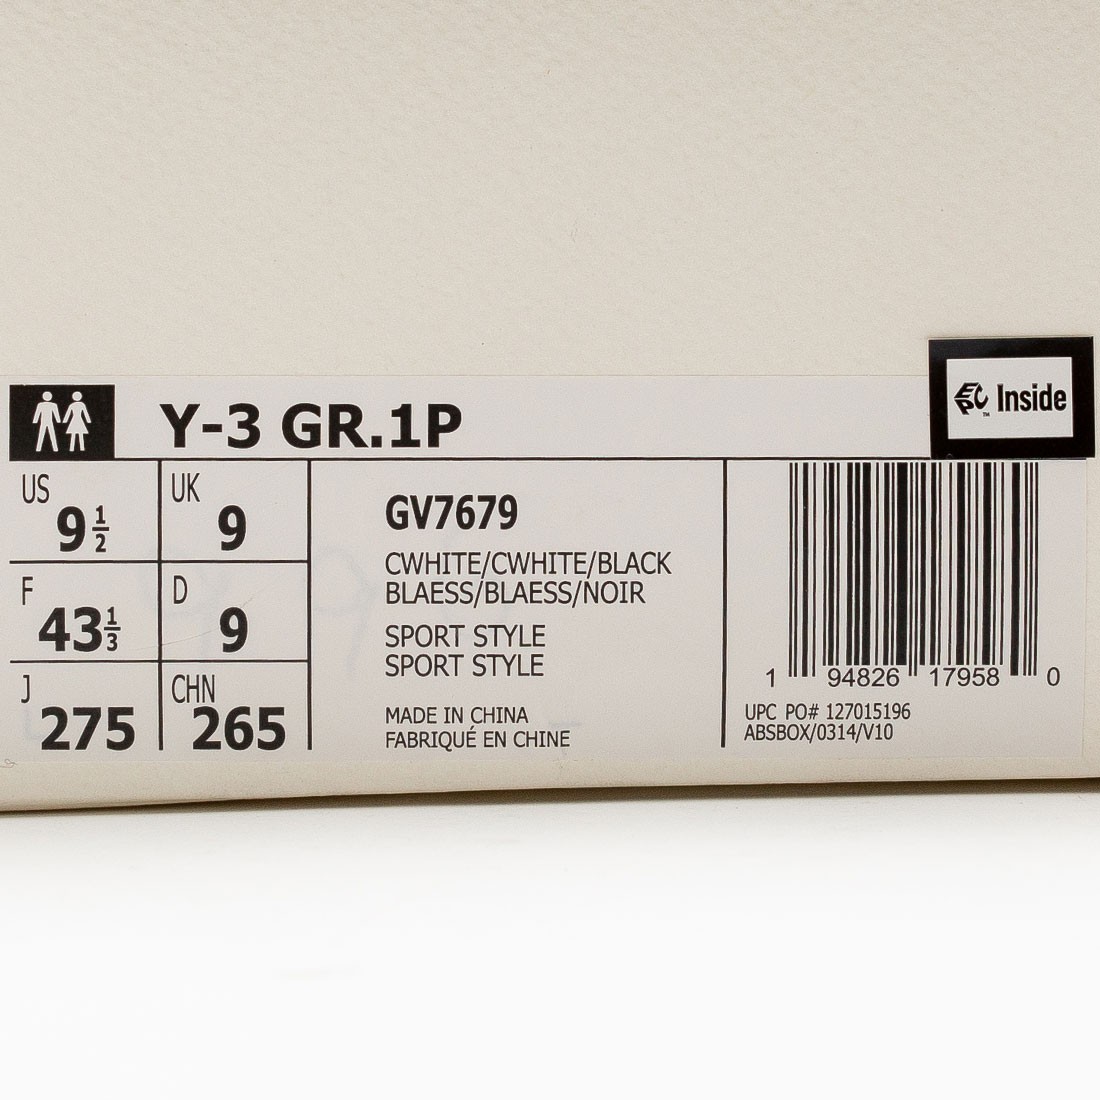 EPC™ Inside
Y-3 GR.1P
US
9 1/2
UK
9
F
43 1/3
D
9
J
275
CHN
265
GV7679
CWHITE/CWHITE/BLACK
BLAESS/BLAESS/NOIR
SPORT STYLE
SPORT STYLE
MADE IN CHINA
FABRIQUÉ EN CHINE
1 94826 17958 0
UPC PO# 127015196
ABSBOX/0314/V10